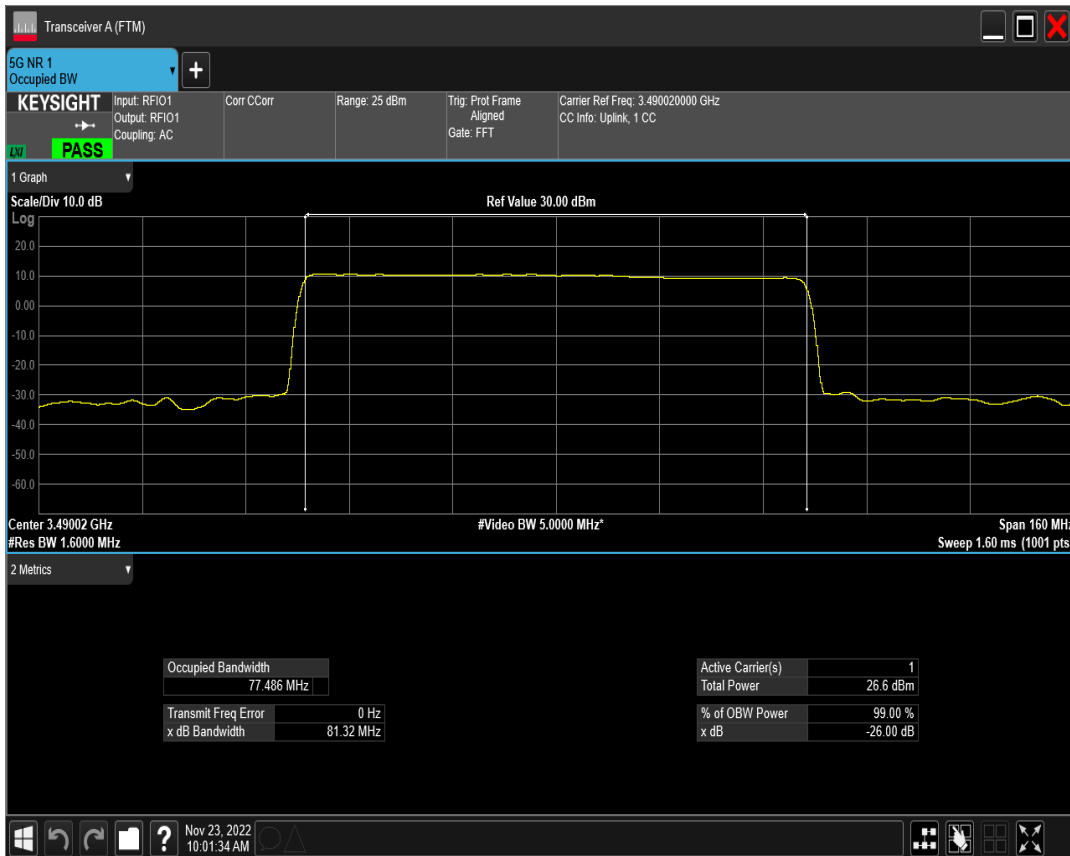 Transceiver A (FTM)
5G NR 1
Occupied BW
+
KEYSIGHT
LXI
PASS
Input: RFIO1
Output: RFIO1
Coupling: AC
Corr CCorr
Range: 25 dBm
Trig: Prot Frame
Aligned
Gate: FFT
Carrier Ref Freq: 3.490020000 GHz
CC Info: Uplink, 1 CC
1 Graph
Scale/Div 10.0 dB
Ref Value 30.00 dBm
Log
20.0
10.0
0.00
-10.0
-20.0
-30.0
-40.0
-50.0
-60.0
Center 3.49002 GHz
#Video BW 5.0000 MHz*
Span 160 MHz
#Res BW 1.6000 MHz
Sweep 1.60 ms (1001 pts
2 Metrics
Occupied Bandwidth
77.486 MHz
Transmit Freq Error 0 Hz
x dB Bandwidth 81.32 MHz
Active Carrier(s) 1
Total Power 26.6 dBm
% of OBW Power 99.00 %
x dB -26.00 dB
?
Nov 23, 2022
10:01:34 AM